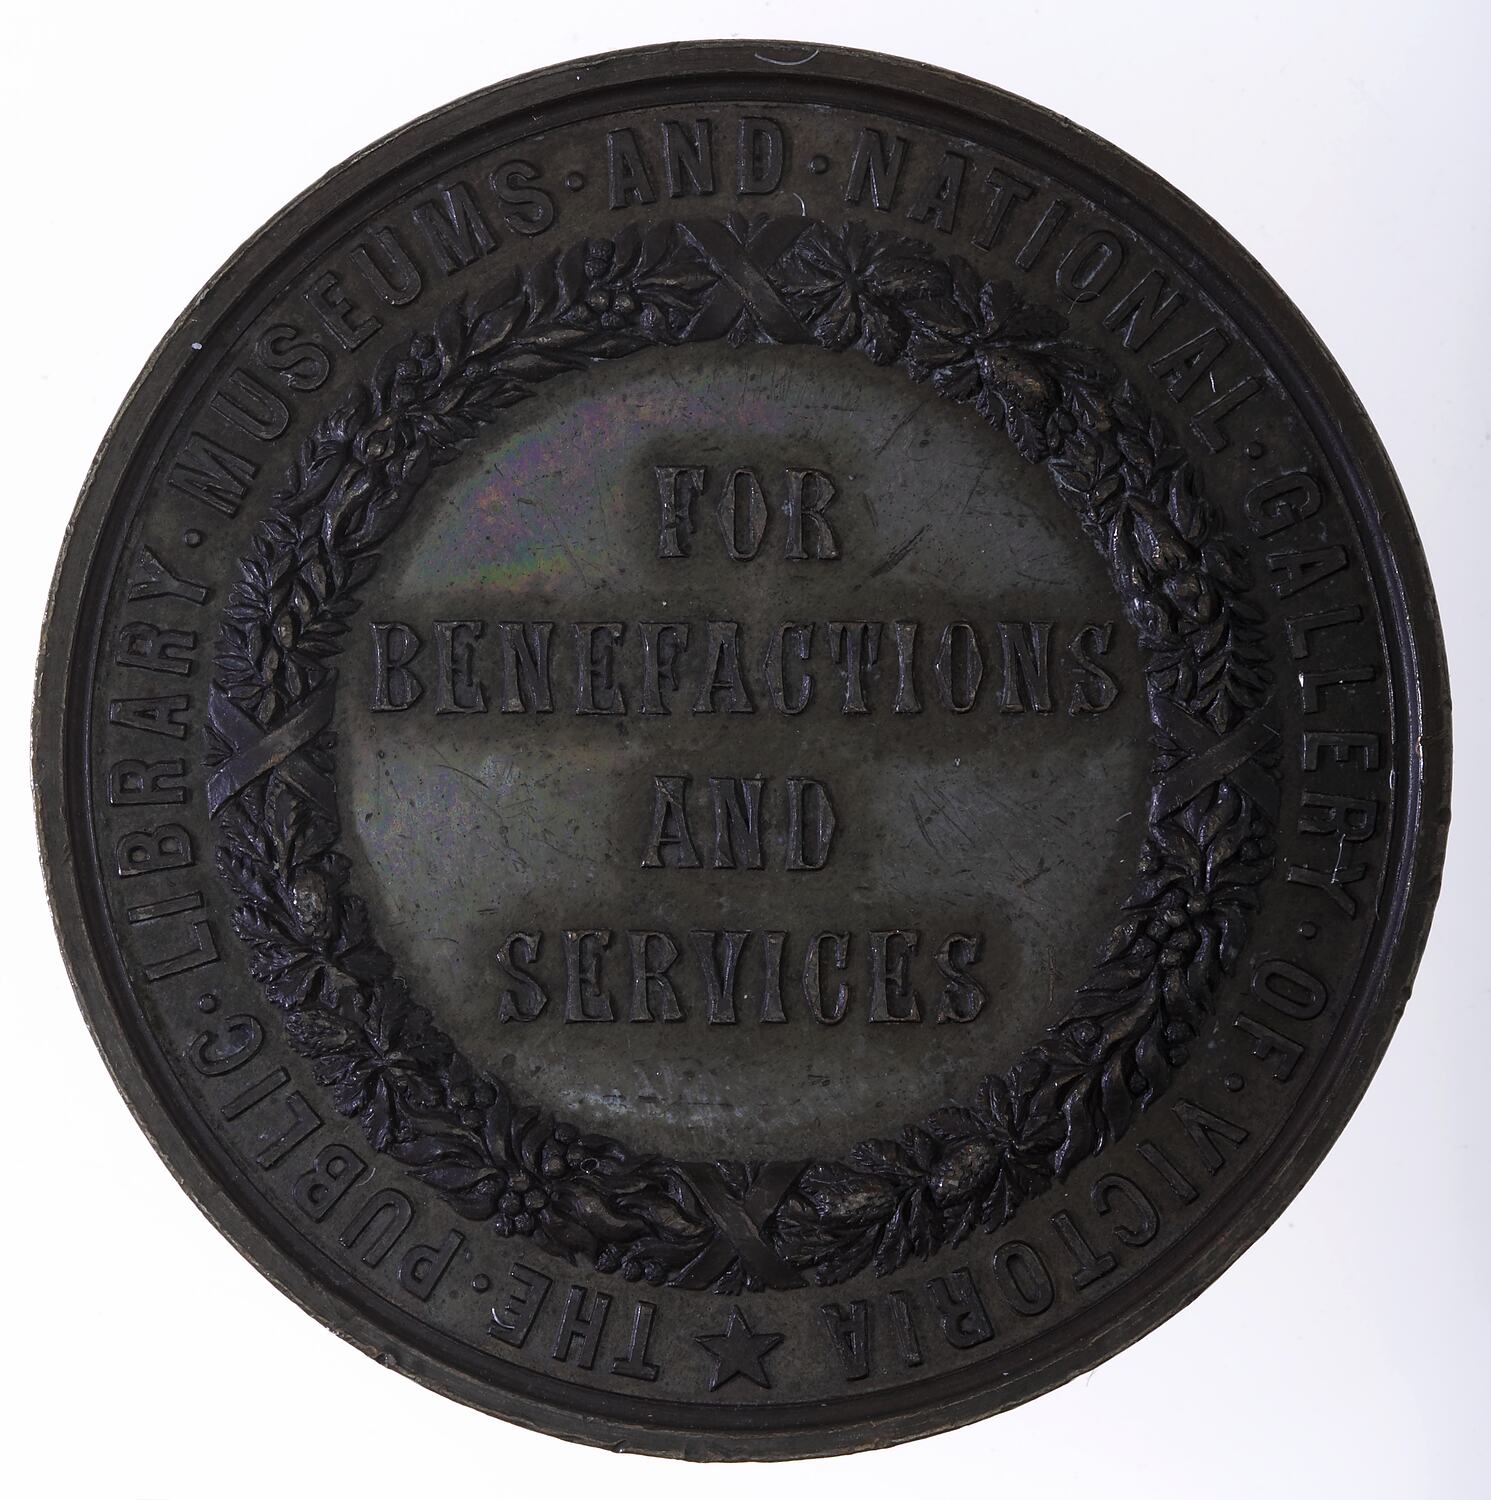 THE · PUBLIC · LIBRARY · MUSEUMS · AND · NATIONAL · GALLERY · OF · VICTORIA
FOR
BENEFACTIONS
AND
SERVICES